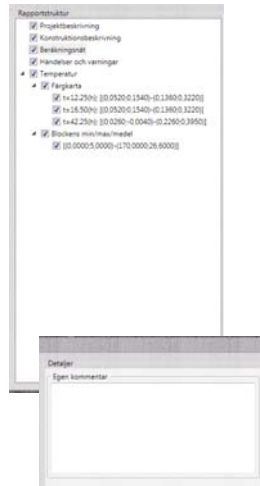 Rapportstruktur
Projektbeskrivning
Konstruktionsbeskrivning
Beräkningsnät
Händelser och varningar
Temperatur
Färgkarta
t=12.25(h); [(0.0520;0.1540)-(0.1360;0.3220)]
t=16.50(h); [(0.0520;0.1540)-(0.1360;0.3220)]
t=42.25(h); [(0.0260;-0.0040)-(0.2260;0.3950)]
Blockens min/max/medel
[(0.0000;5.0000)-(170.0000;26.6000)]
Detaljer
Egen kommentar